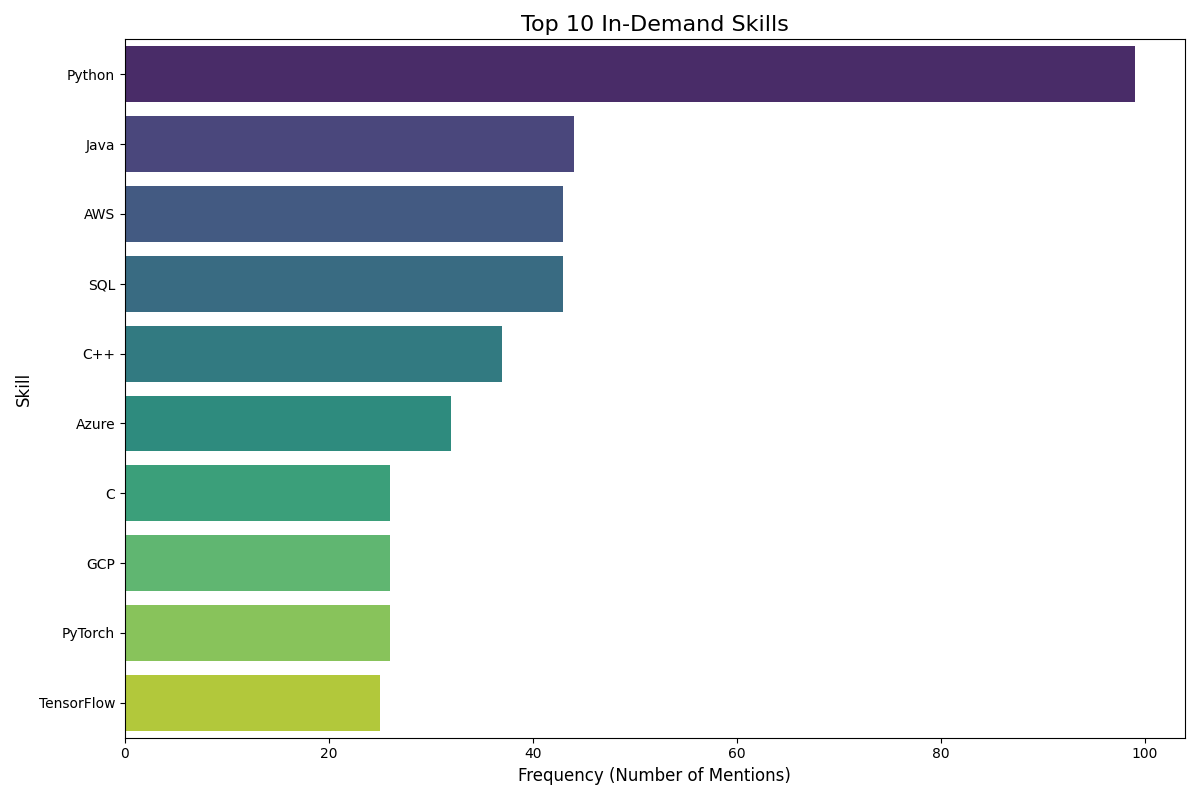 Top 10 In-Demand Skills
Python
Java
AWS
SQL
C++
Azure
C
GCP
PyTorch
TensorFlow
Skill
0 20 40 60 80 100
Frequency (Number of Mentions)